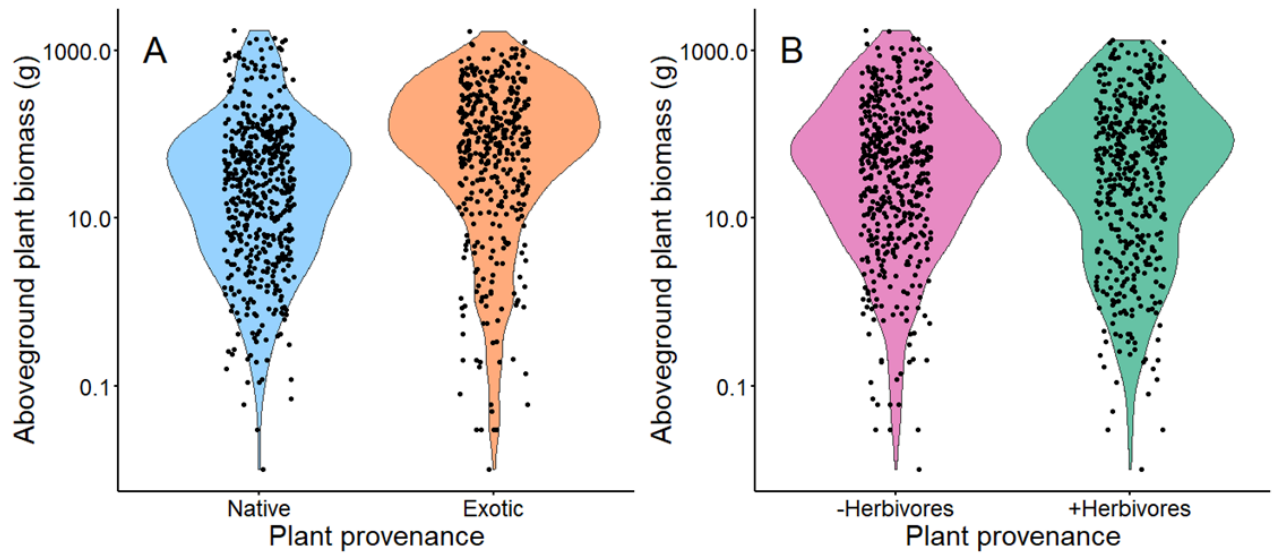 A
B
Aboveground plant biomass (g)
1000.0
10.0
0.1
Native
Exotic
Plant provenance
Aboveground plant biomass (g)
1000.0
10.0
0.1
-Herbivores
+Herbivores
Plant provenance